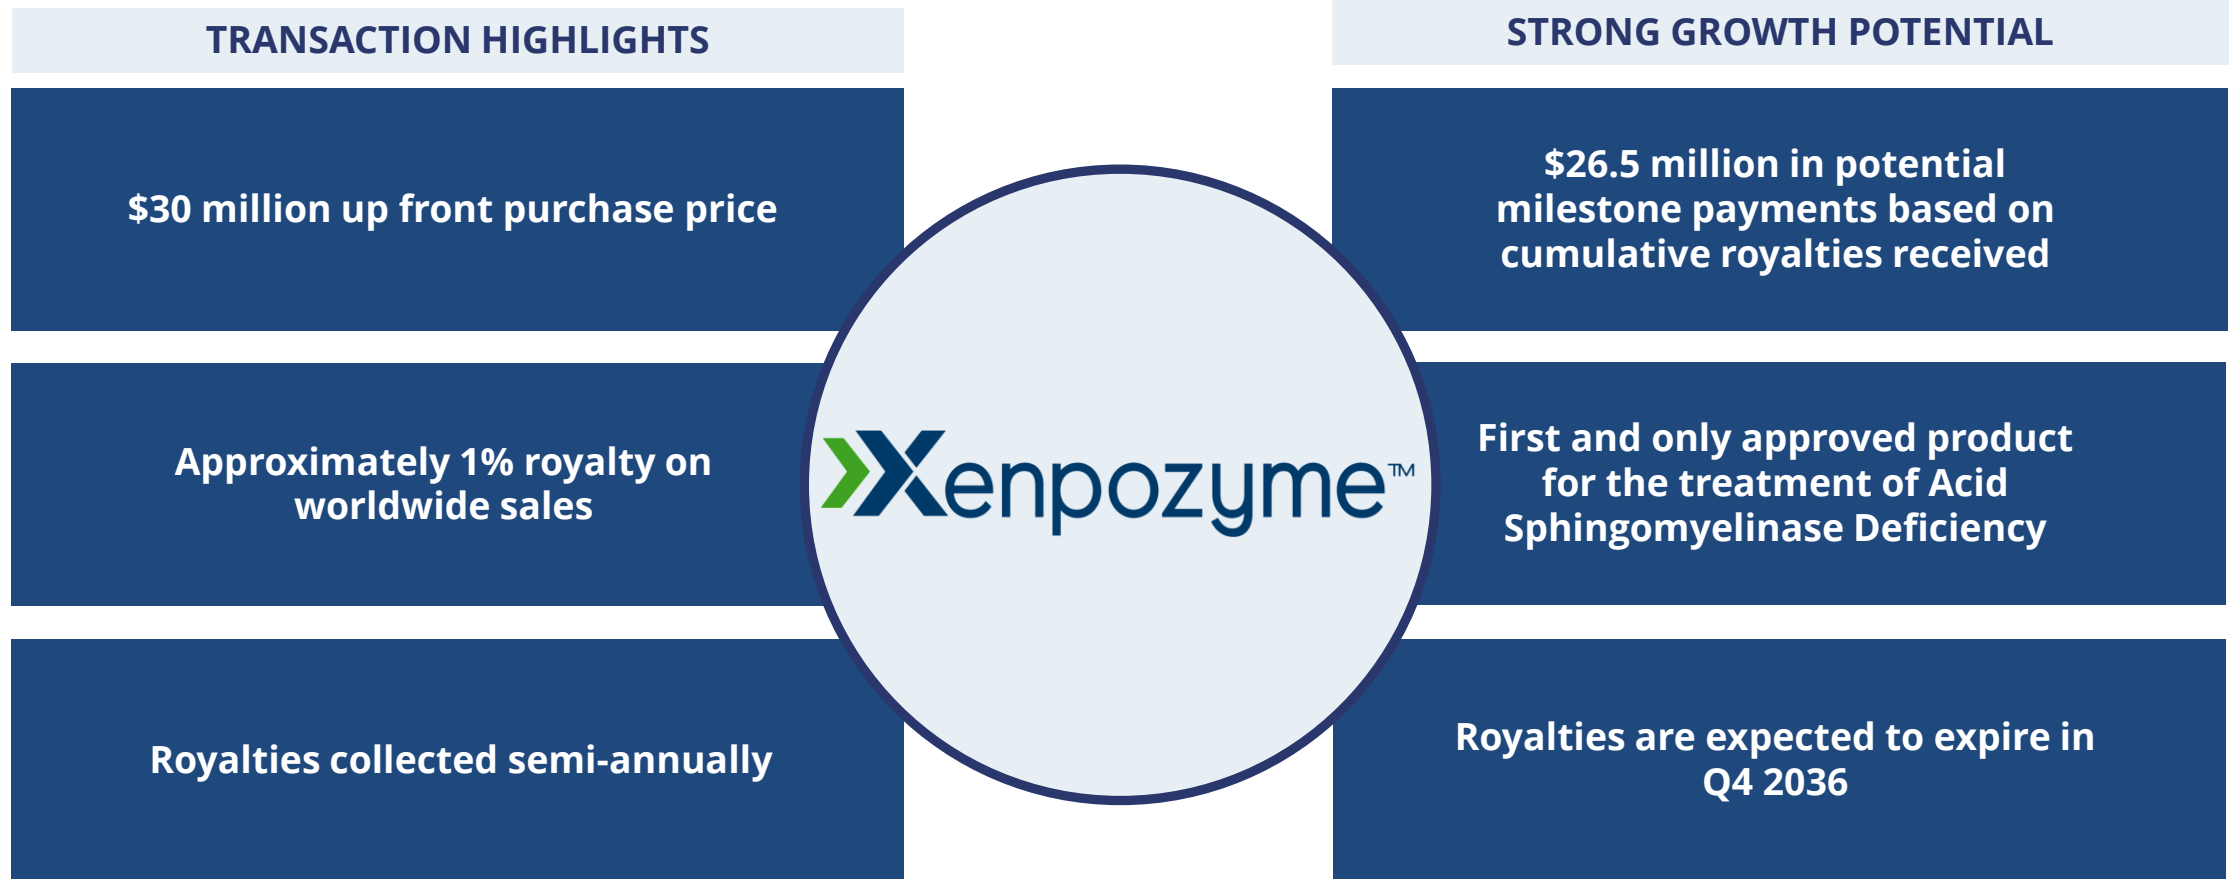 TRANSACTION HIGHLIGHTS
$30 million up front purchase price
Approximately 1% royalty on
worldwide sales
Royalties collected semi-annually
Xenpozyme™
STRONG GROWTH POTENTIAL
$26.5 million in potential
milestone payments based on
cumulative royalties received
First and only approved product
for the treatment of Acid
Sphingomyelinase Deficiency
Royalties are expected to expire in
Q4 2036